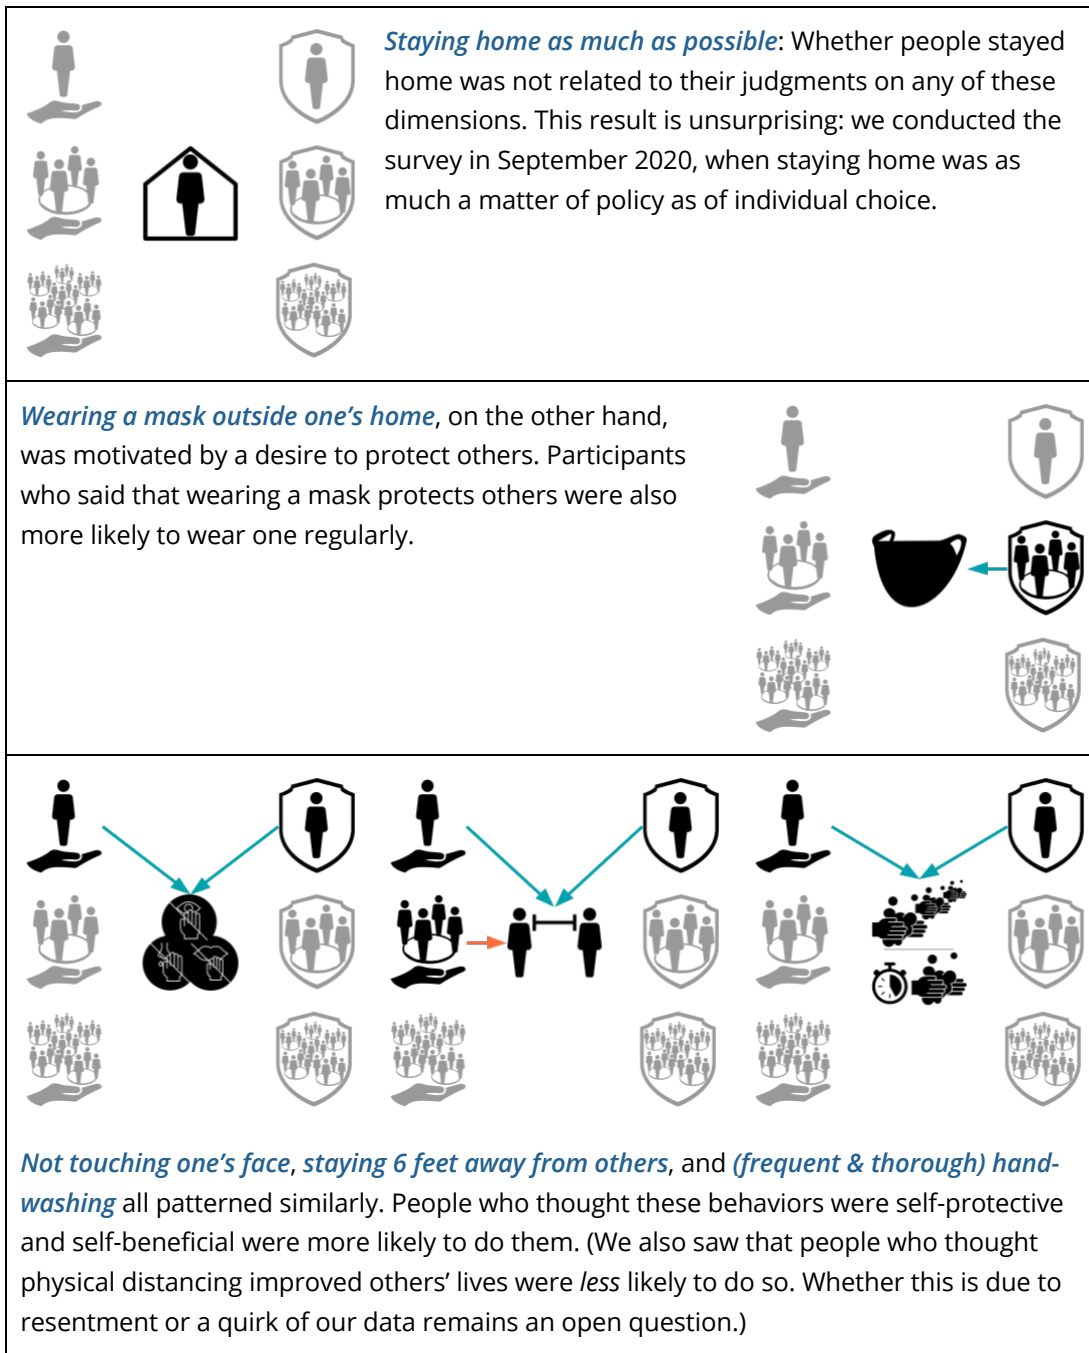 Staying home as much as possible: Whether people stayed
home was not related to their judgments on any of these
dimensions. This result is unsurprising: we conducted the
survey in September 2020, when staying home was as
much a matter of policy as of individual choice.
Wearing a mask outside one’s home, on the other hand,
was motivated by a desire to protect others. Participants
who said that wearing a mask protects others were also
more likely to wear one regularly.
Not touching one’s face, staying 6 feet away from others, and (frequent & thorough) hand-
washing all patterned similarly. People who thought these behaviors were self-protective
and self-beneficial were more likely to do them. (We also saw that people who thought
physical distancing improved others’ lives were less likely to do so. Whether this is due to
resentment or a quirk of our data remains an open question.)